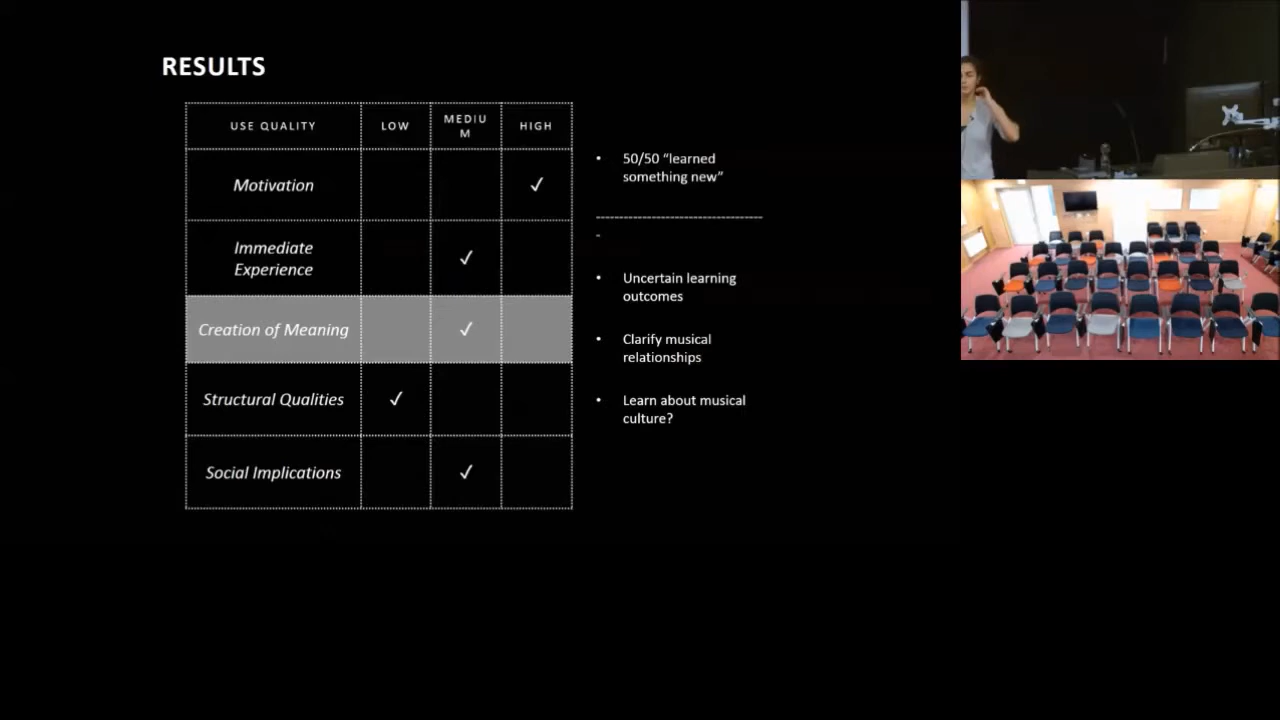 RESULTS
USE QUALITY
LOW
MEDIU
M
HIGH
Motivation
✓
Immediate
Experience
✓
Creation of Meaning
✓
Structural Qualities
✓
Social Implications
✓
• 50/50 “learned
something new”
------------------------------------
-
• Uncertain learning
outcomes
• Clarify musical
relationships
• Learn about musical
culture?